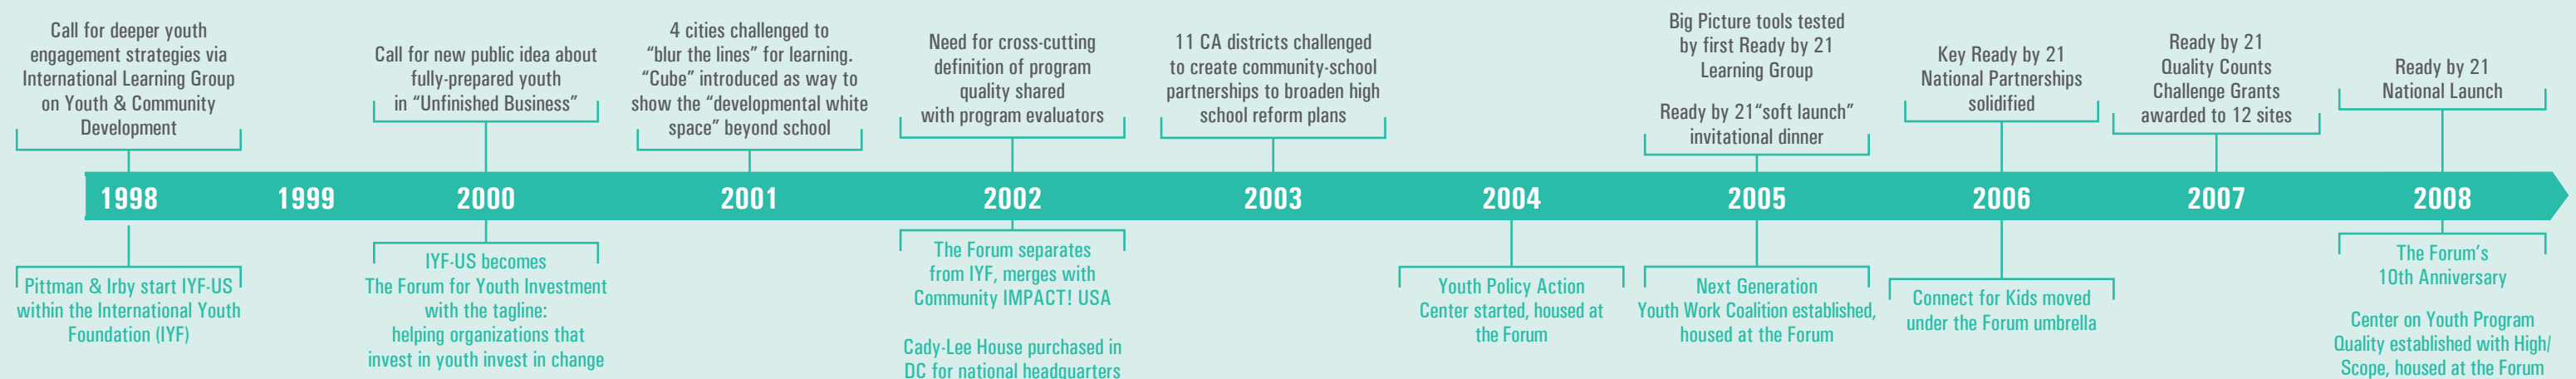 Call for deeper youth
engagement strategies via
International Learning Group
on Youth & Community
Development
Call for new public idea about
fully-prepared youth
in “Unfinished Business”
4 cities challenged to
“blur the lines” for learning.
“Cube” introduced as way to
show the “developmental white
space” beyond school
Need for cross-cutting
definition of program
quality shared
with program evaluators
11 CA districts challenged
to create community-school
partnerships to broaden high
school reform plans
Big Picture tools tested
by first Ready by 21
Learning Group
Ready by 21“soft launch”
invitational dinner
Key Ready by 21
National Partnerships
solidified
Ready by 21
Quality Counts
Challenge Grants
awarded to 12 sites
Ready by 21
National Launch
1998 1999 2000 2001 2002 2003 2004 2005 2006 2007 2008
Pittman & Irby start IYF-US
within the International Youth
Foundation (IYF)
IYF-US becomes
The Forum for Youth Investment
with the tagline:
helping organizations that
invest in youth invest in change
The Forum separates
from IYF, merges with
Community IMPACT! USA
Cady-Lee House purchased in
DC for national headquarters
Youth Policy Action
Center started, housed at
the Forum
Next Generation
Youth Work Coalition established,
housed at the Forum
Connect for Kids moved
under the Forum umbrella
The Forum’s
10th Anniversary
Center on Youth Program
Quality established with High/
Scope, housed at the Forum